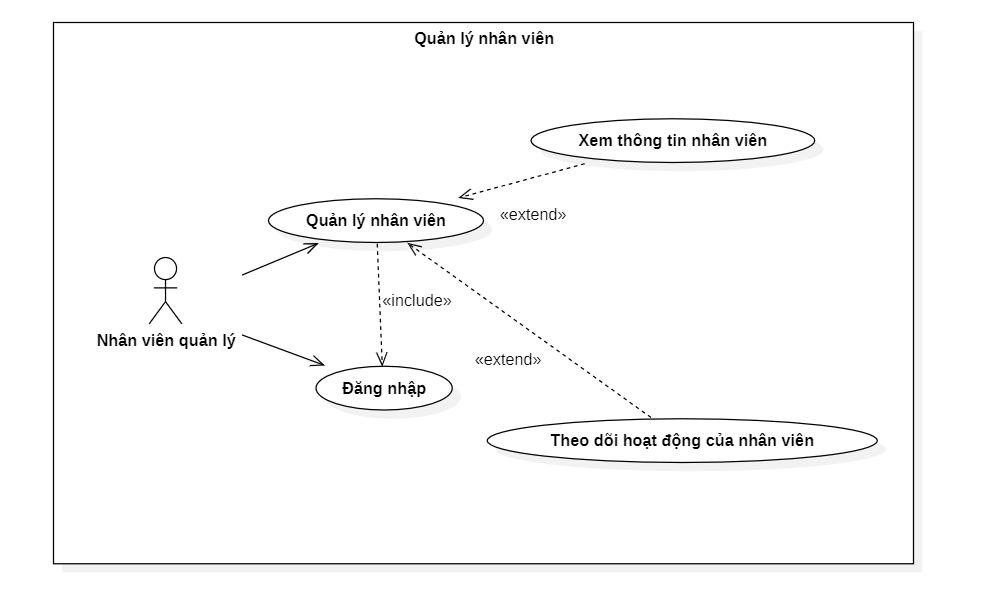 Quản lý nhân viên
Xem thông tin nhân viên
«extend»
Quản lý nhân viên
«include»
Nhân viên quản lý
«extend»
Đăng nhập
Theo dõi hoạt động của nhân viên